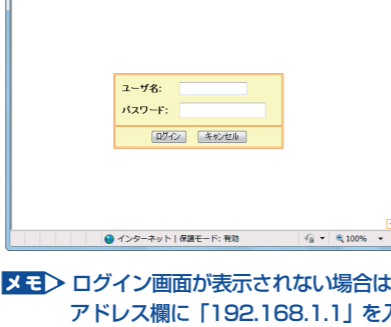 ユーザ名:
パスワード:
ログイン キャンセル
インターネット | 保護モード: 有効 100%
メモ ログイン画面が表示されない場合は
アドレス欄に「192.168.1.1」を入